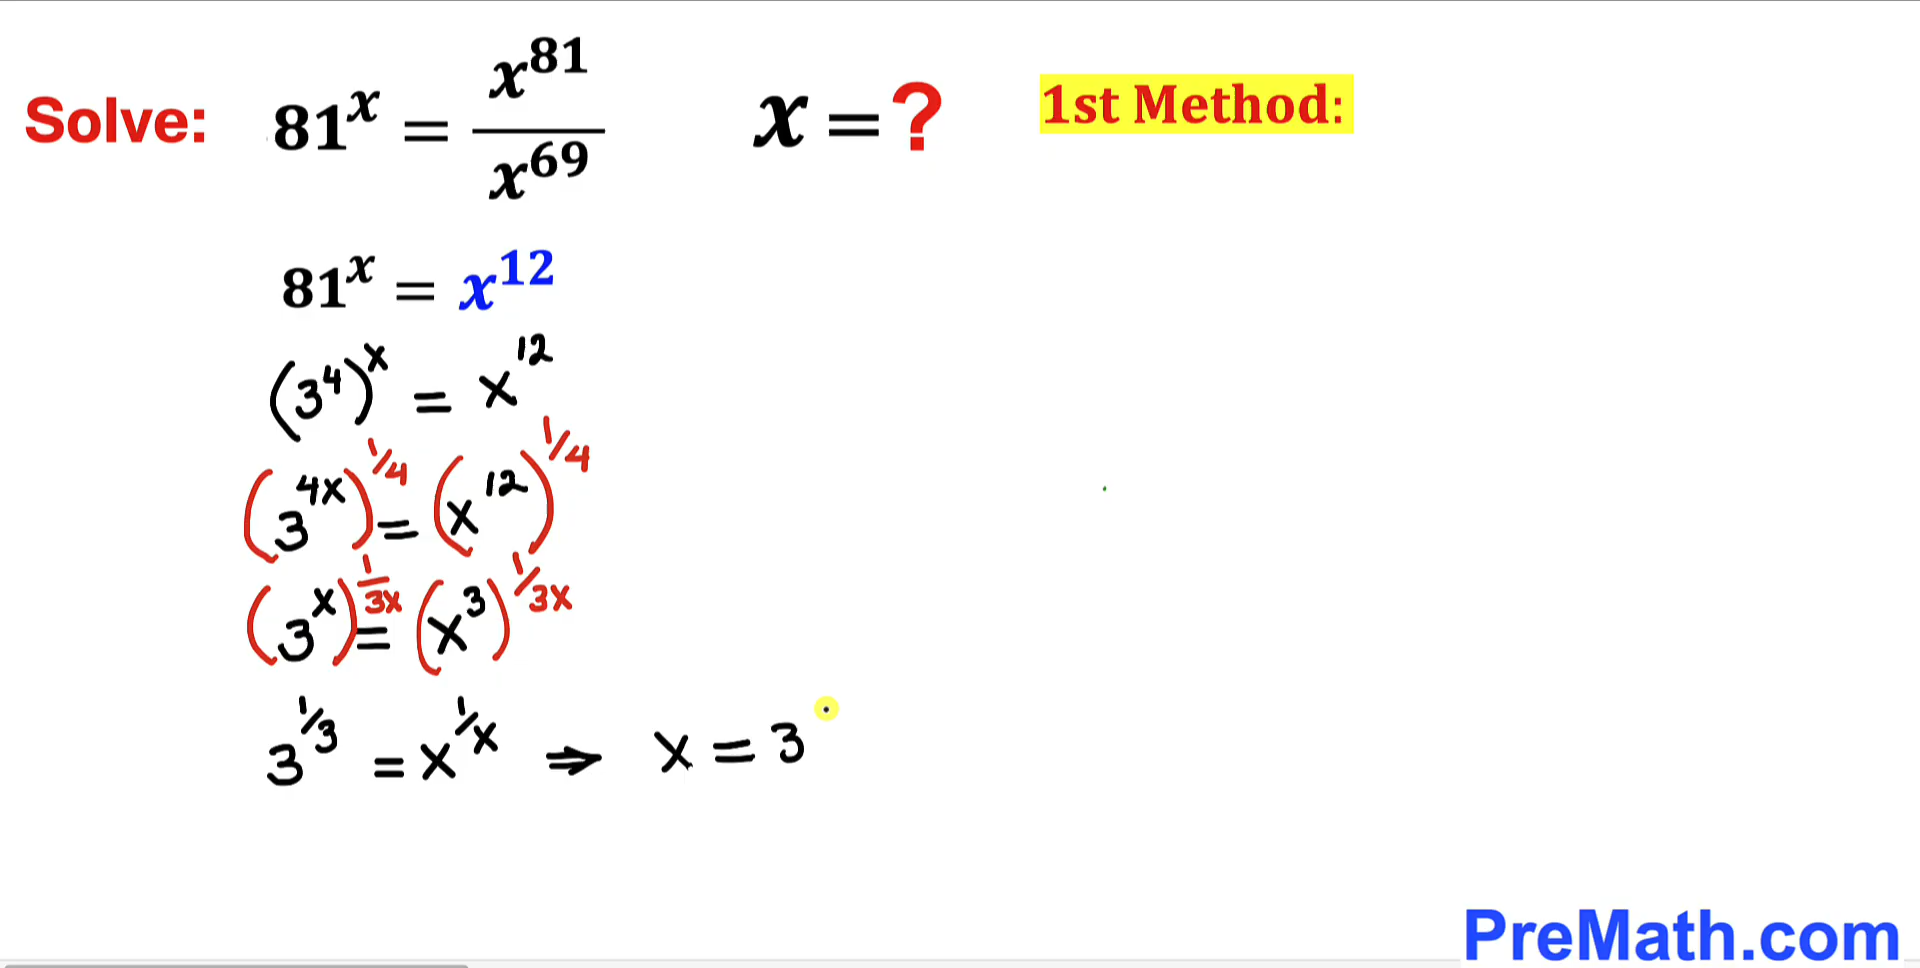 Solve: 81^x = x^81 / x^69 x = ? 1st Method:
81^x = x^12
(3^4)^x = x^12
(3^4x)^1/4 = (x^12)^1/4
(3^x)^1/3x = (x^3)^1/3x
3^1/3 = x^1/x ⇒ x = 3
PreMath.com